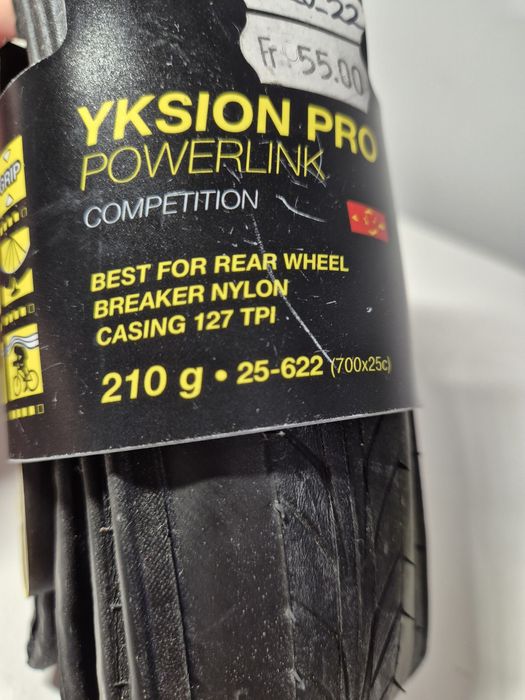 Fr. 55.00
YKSION PRO
POWERLINK
COMPETITION
GRIP
BEST FOR REAR WHEEL
BREAKER NYLON
CASING 127 TPI
210 g • 25-622 (700x25c)